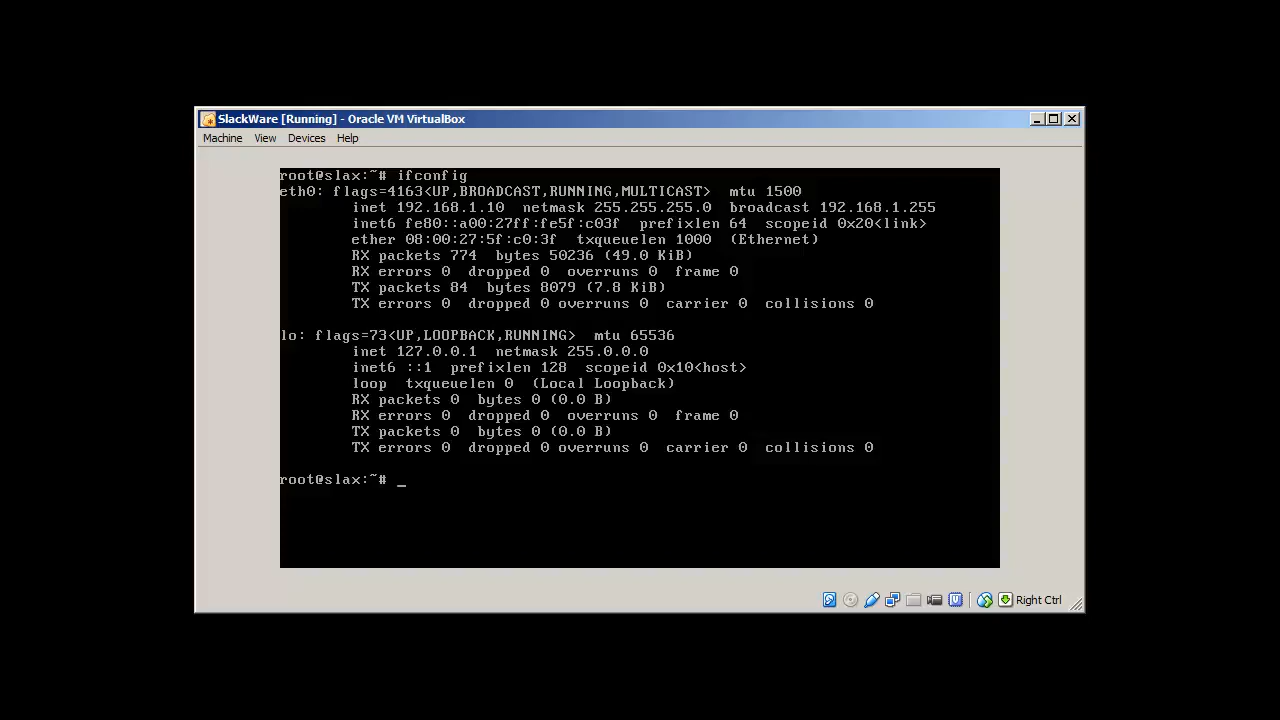 SlackWare [Running] - Oracle VM VirtualBox
Machine View Devices Help
root@slax:~# ifconfig
eth0: flags=4163<UP,BROADCAST,RUNNING,MULTICAST>  mtu 1500
        inet 192.168.1.10  netmask 255.255.255.0  broadcast 192.168.1.255
        inet6 fe80::a00:27ff:fe5f:c03f  prefixlen 64  scopeid 0x20<link>
        ether 08:00:27:5f:c0:3f  txqueuelen 1000  (Ethernet)
        RX packets 774  bytes 50236 (49.0 KiB)
        RX errors 0  dropped 0  overruns 0  frame 0
        TX packets 84  bytes 8079 (7.8 KiB)
        TX errors 0  dropped 0 overruns 0  carrier 0  collisions 0
lo: flags=73<UP,LOOPBACK,RUNNING>  mtu 65536
        inet 127.0.0.1  netmask 255.0.0.0
        inet6 ::1  prefixlen 128  scopeid 0x10<host>
        loop  txqueuelen 0  (Local Loopback)
        RX packets 0  bytes 0 (0.0 B)
        RX errors 0  dropped 0  overruns 0  frame 0
        TX packets 0  bytes 0 (0.0 B)
        TX errors 0  dropped 0 overruns 0  carrier 0  collisions 0
root@slax:~# _
Right Ctrl